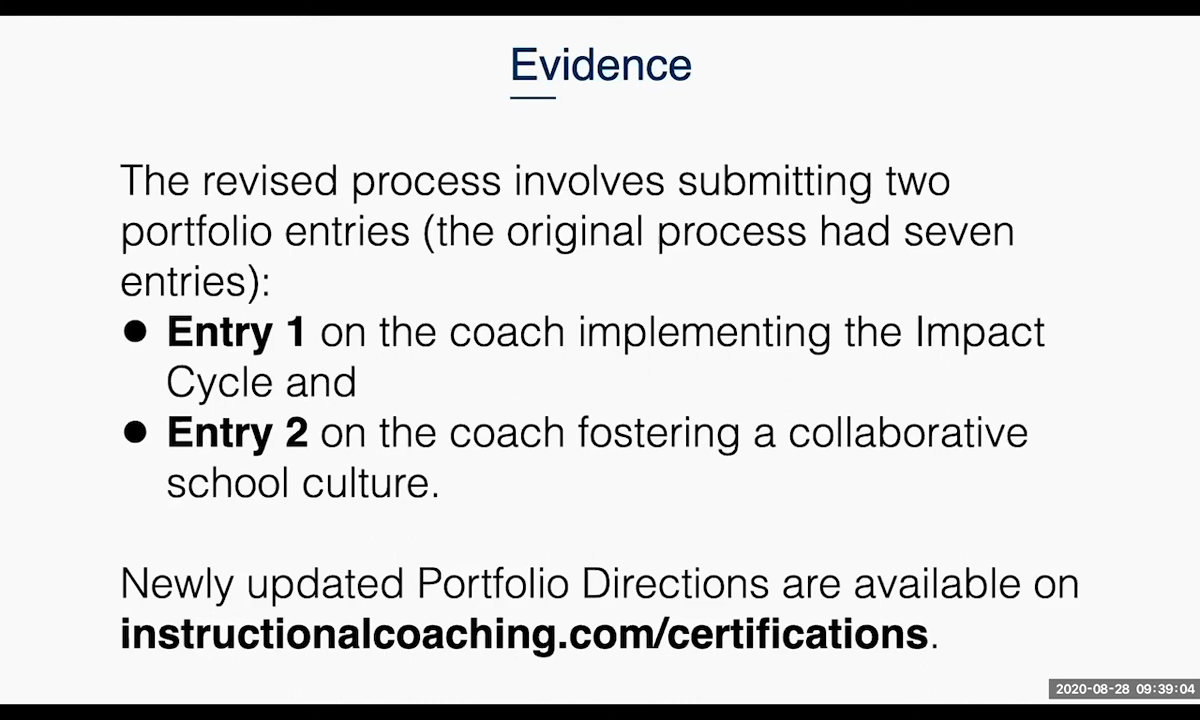 Evidence
The revised process involves submitting two
portfolio entries (the original process had seven
entries):
● Entry 1 on the coach implementing the Impact
Cycle and
● Entry 2 on the coach fostering a collaborative
school culture.
Newly updated Portfolio Directions are available on
instructionalcoaching.com/certifications.
2020-08-28 09:39:04